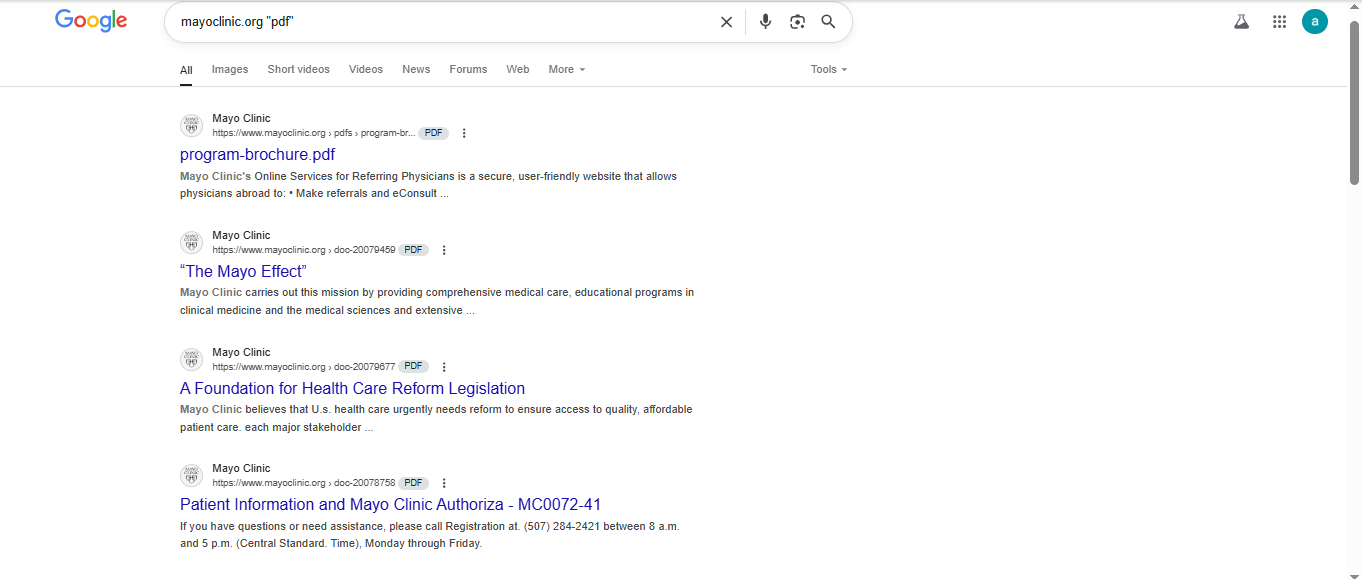 Google
mayoclinic.org "pdf"
a
All Images Short videos Videos News Forums Web More Tools
Mayo Clinic
https://www.mayoclinic.org › pdfs › program-br... PDF
program-brochure.pdf
Mayo Clinic's Online Services for Referring Physicians is a secure, user-friendly website that allows
physicians abroad to: • Make referrals and eConsult ...
Mayo Clinic
https://www.mayoclinic.org › doc-20079459 PDF
“The Mayo Effect”
Mayo Clinic carries out this mission by providing comprehensive medical care, educational programs in
clinical medicine and the medical sciences and extensive ...
Mayo Clinic
https://www.mayoclinic.org › doc-20079677 PDF
A Foundation for Health Care Reform Legislation
Mayo Clinic believes that U.s. health care urgently needs reform to ensure access to quality, affordable
patient care. each major stakeholder ...
Mayo Clinic
https://www.mayoclinic.org › doc-20078758 PDF
Patient Information and Mayo Clinic Authoriza - MC0072-41
If you have questions or need assistance, please call Registration at. (507) 284-2421 between 8 a.m.
and 5 p.m. (Central Standard. Time), Monday through Friday.